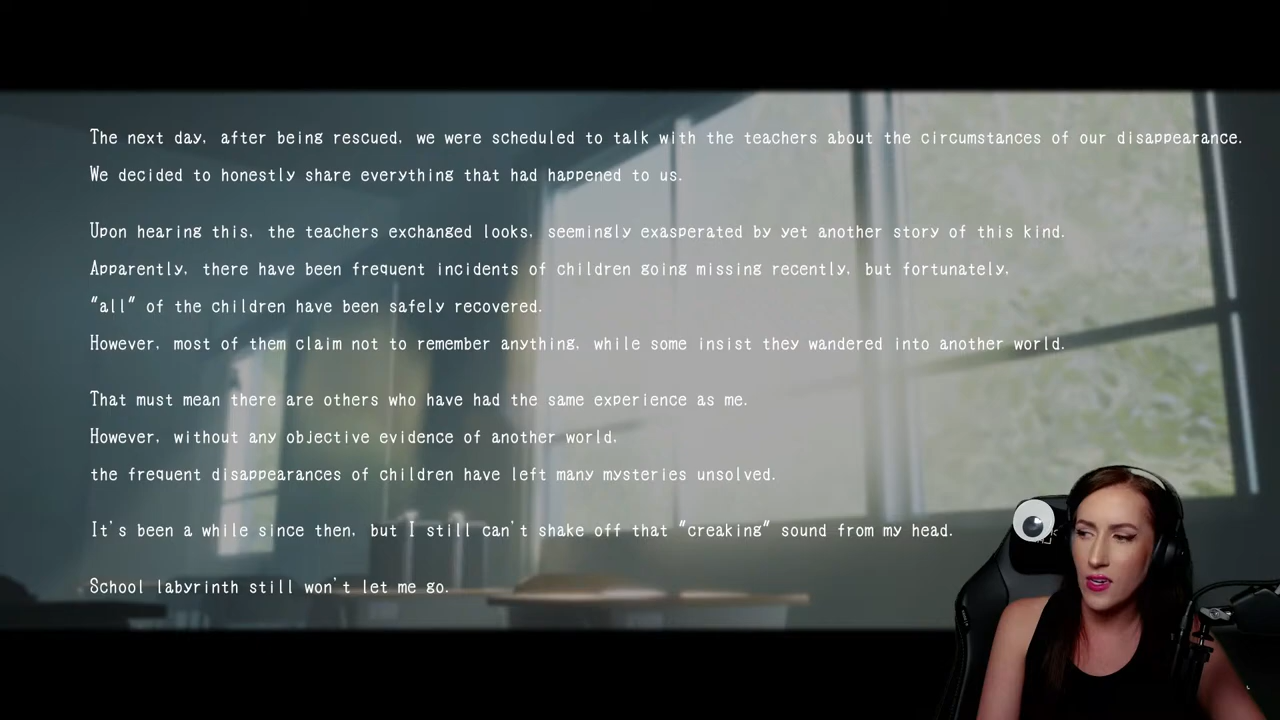 The next day, after being rescued, we were scheduled to talk with the teachers about the circumstances of our disappearance.
We decided to honestly share everything that had happened to us.
Upon hearing this, the teachers exchanged looks, seemingly exasperated by yet another story of this kind.
Apparently, there have been frequent incidents of children going missing recently, but fortunately,
"all" of the children have been safely recovered.
However, most of them claim not to remember anything, while some insist they wandered into another world.
That must mean there are others who have had the same experience as me.
However, without any objective evidence of another world,
the frequent disappearances of children have left many mysteries unsolved.
It's been a while since then, but I still can't shake off that "creaking" sound from my head.
School labyrinth still won't let me go.